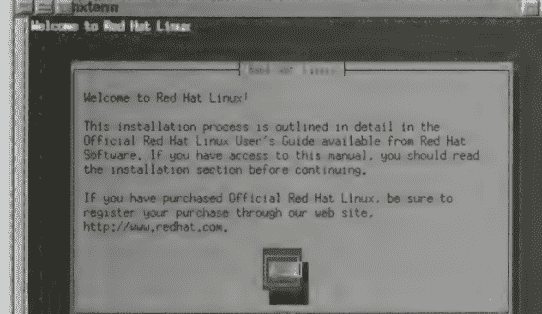 nxterm
Welcome to Red Hat Linux
Red Hat Linux
Welcome to Red Hat Linux!
This installation process is outlined in detail in the
Official Red Hat Linux User's Guide available from Red Hat
Software. If you have access to this manual, you should read
the installation section before continuing.
If you have purchased Official Red Hat Linux, be sure to
register your purchase through our web site,
http://www.redhat.com.